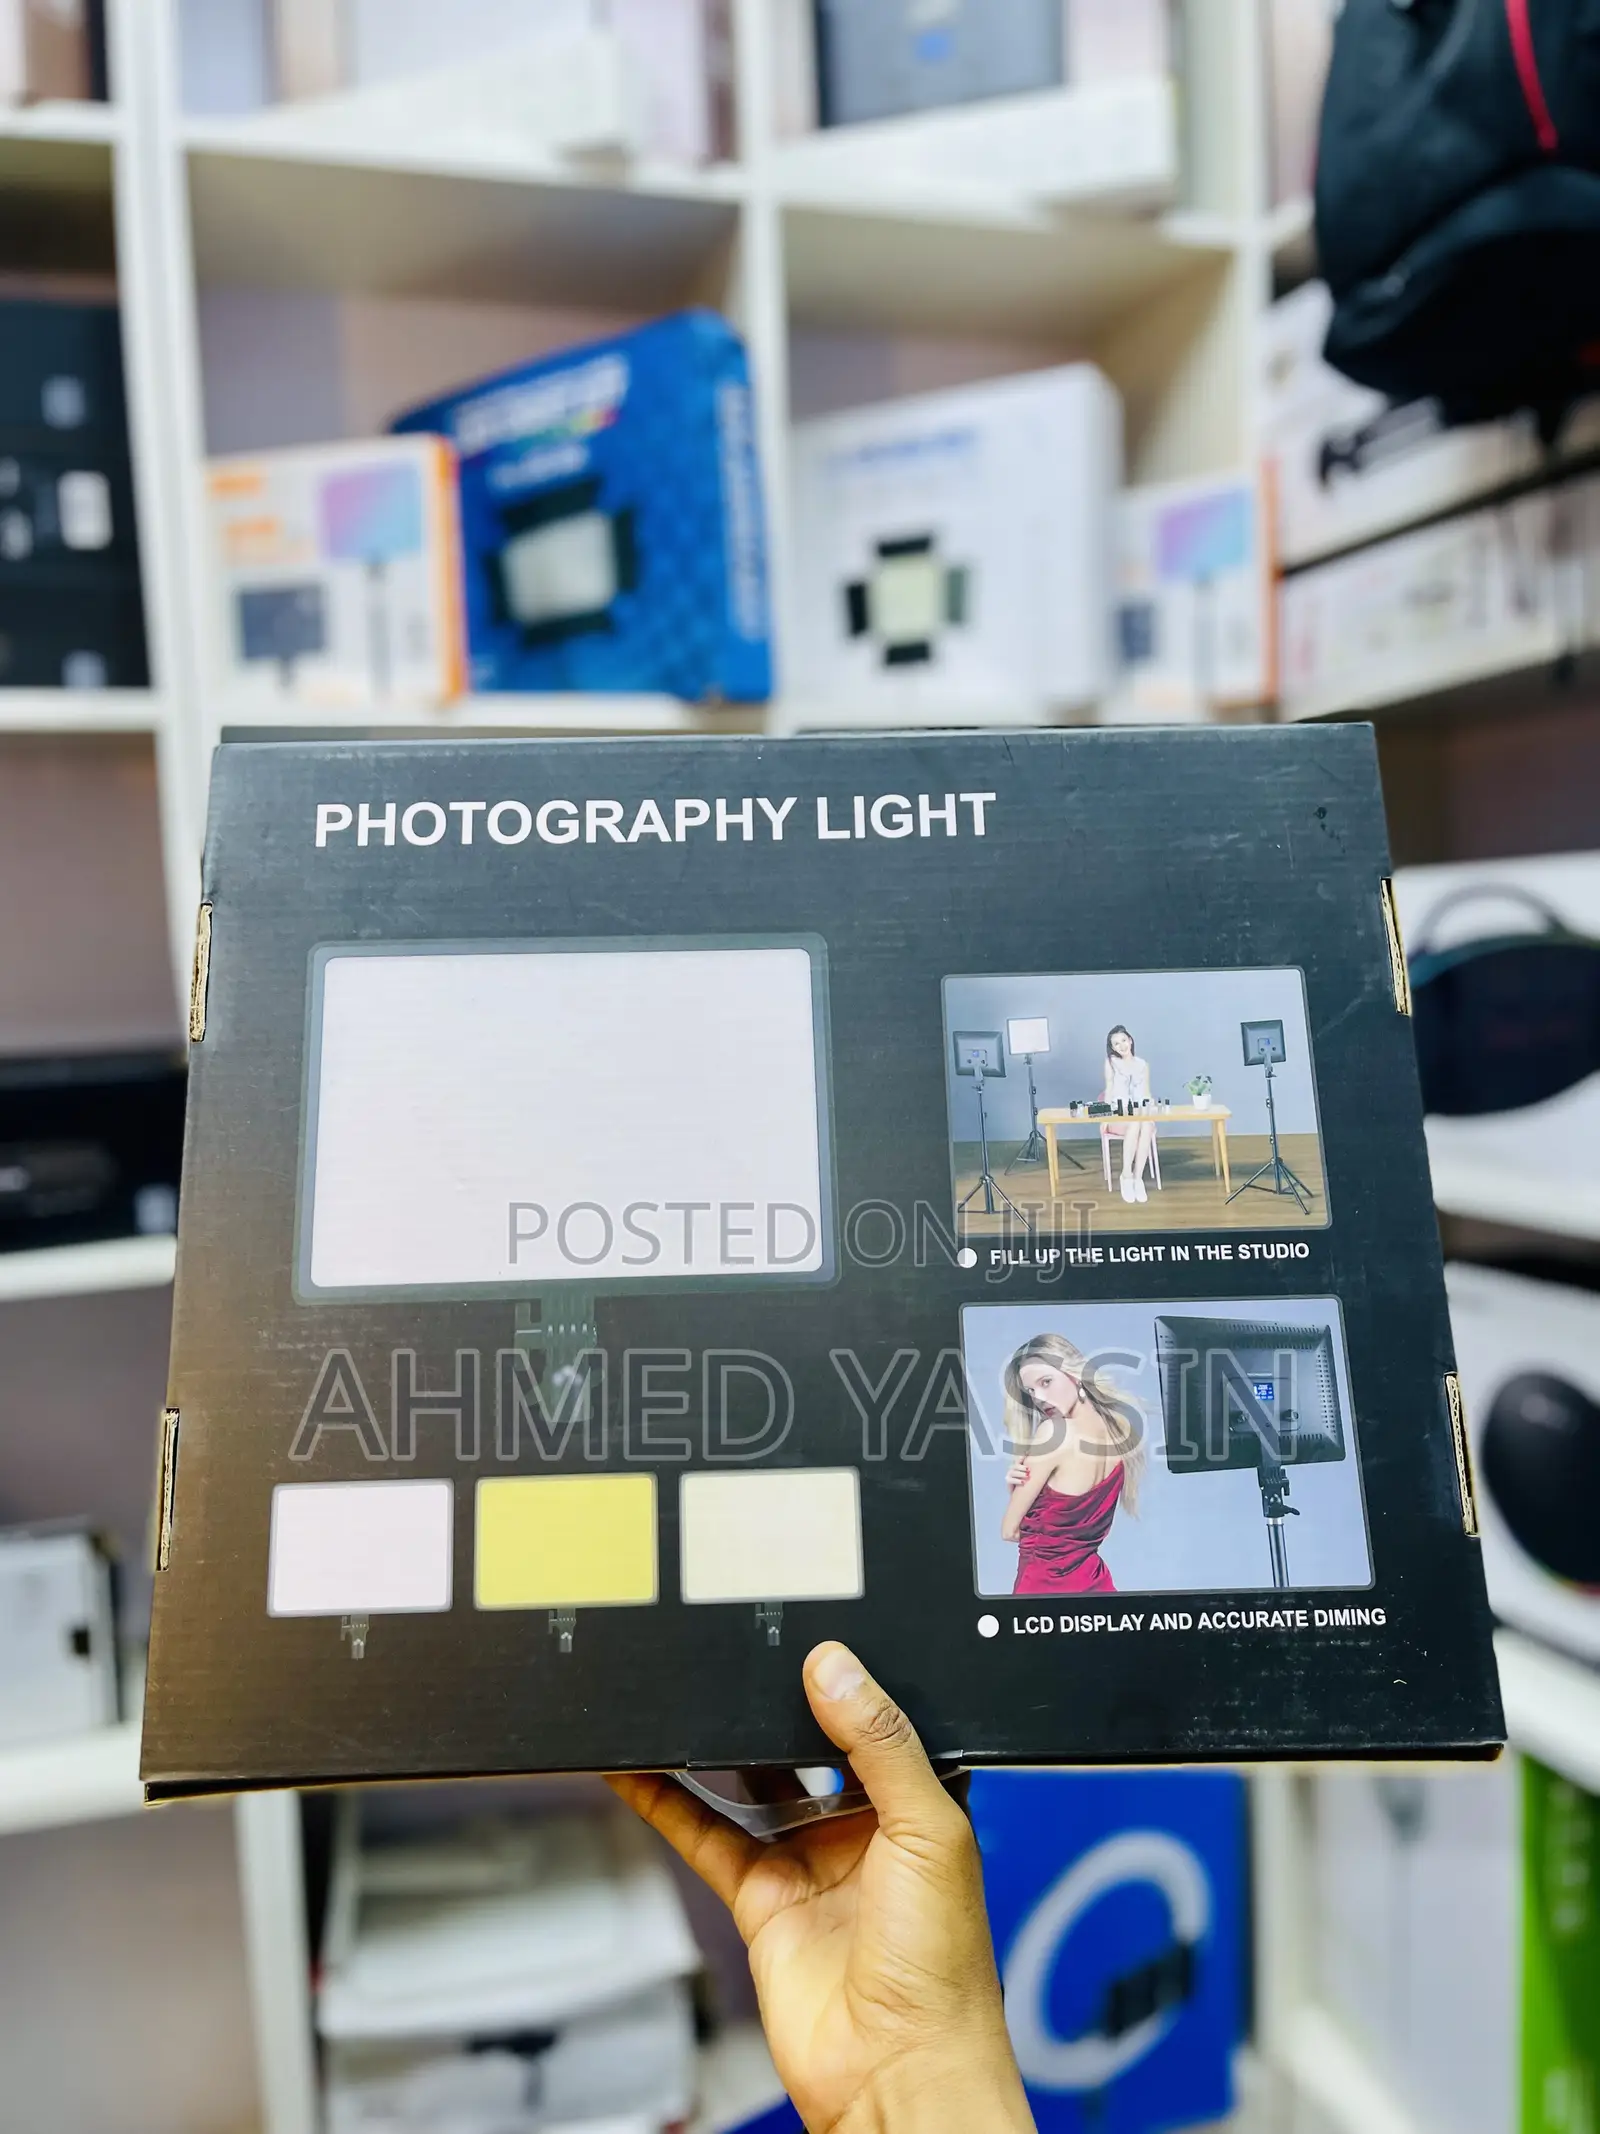 PHOTOGRAPHY LIGHT
POSTED ON JIJI
FILL UP THE LIGHT IN THE STUDIO
AHMED YASSIN
LCD DISPLAY AND ACCURATE DIMING